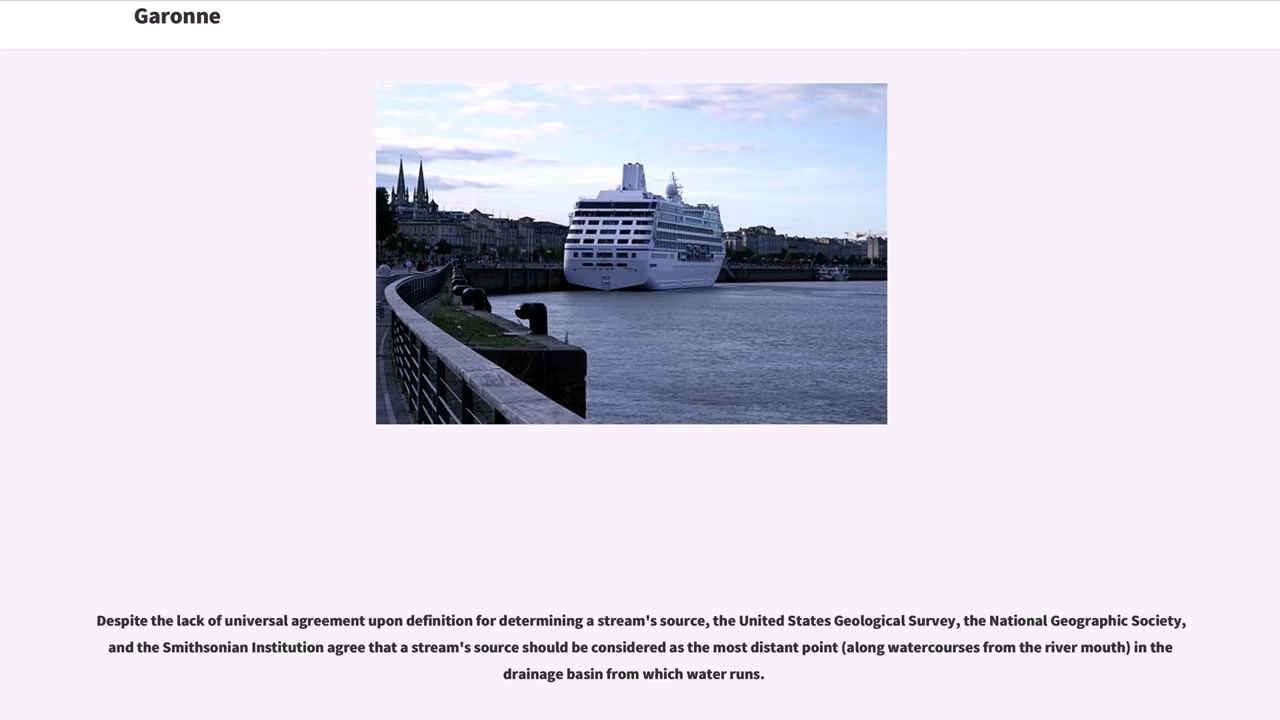 Garonne
Despite the lack of universal agreement upon definition for determining a stream's source, the United States Geological Survey, the National Geographic Society,
and the Smithsonian Institution agree that a stream's source should be considered as the most distant point (along watercourses from the river mouth) in the
drainage basin from which water runs.